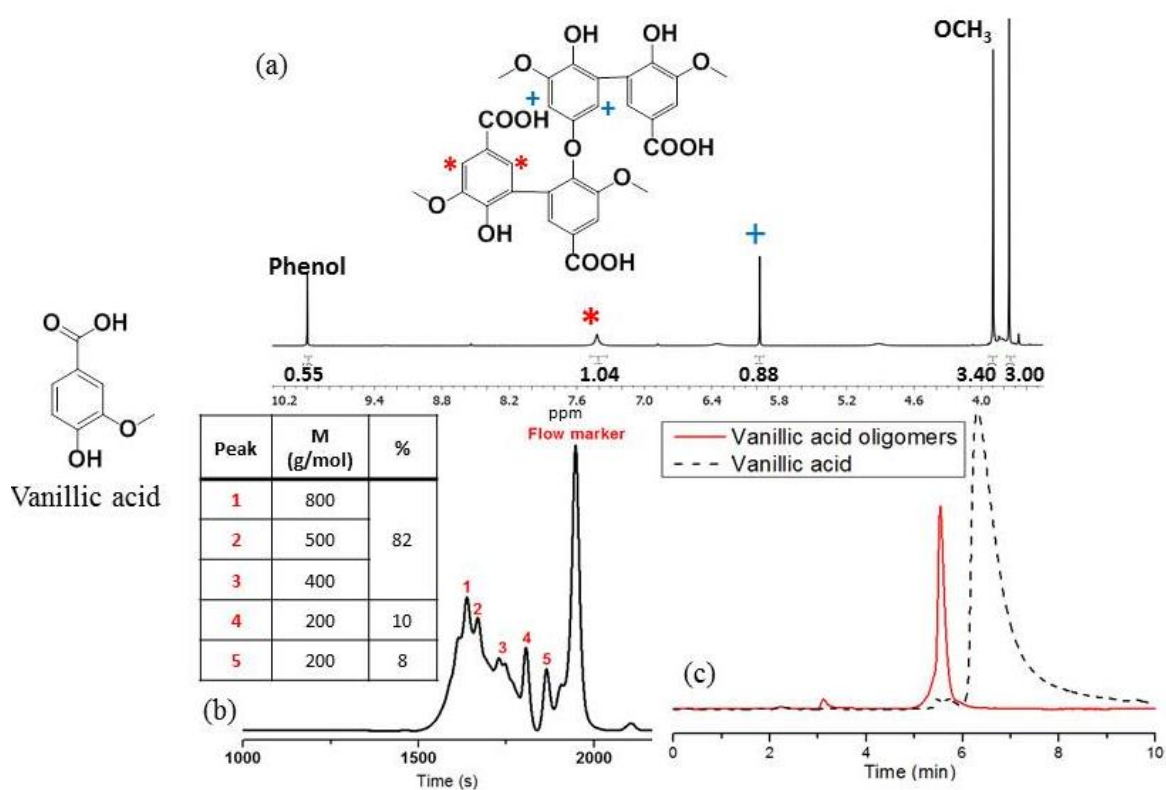 (a)
OH
OH
OCH3
O
O
+
+
COOH
COOH
*
*
O
O
O
OH
COOH
Phenol
*
+
0.55
1.04
0.88
3.40
3.00
10.2
9.4
8.8
8.2
7.6
7.0
6.4
5.8
5.2
4.6
4.0
ppm
O
OH
O
OH
Vanillic acid
Peak
M
(g/mol)
%
1
800
82
2
500
3
400
4
200
10
5
200
8
Flow marker
1
2
3
4
5
(b)
1000
1500
2000
Time (s)
Vanillic acid oligomers
Vanillic acid
(c)
0
2
4
6
8
10
Time (min)